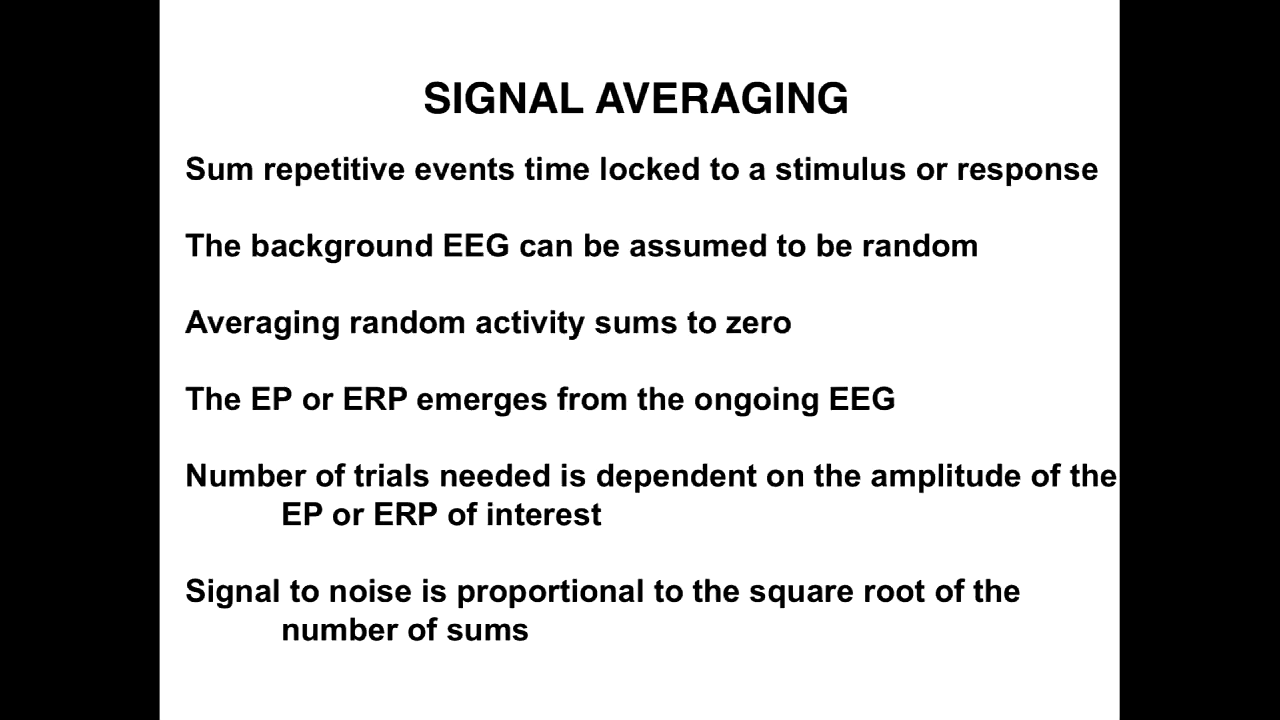 SIGNAL AVERAGING
Sum repetitive events time locked to a stimulus or response
The background EEG can be assumed to be random
Averaging random activity sums to zero
The EP or ERP emerges from the ongoing EEG
Number of trials needed is dependent on the amplitude of the
EP or ERP of interest
Signal to noise is proportional to the square root of the
number of sums